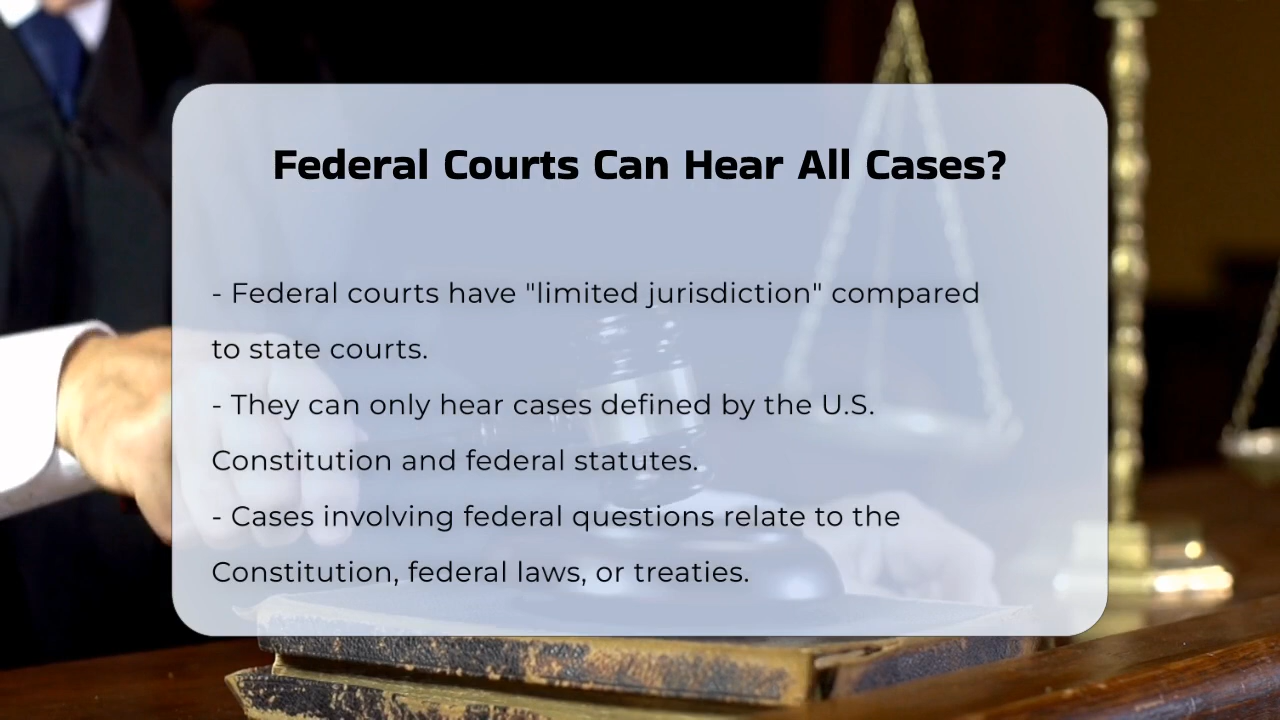 Federal Courts Can Hear All Cases?
- Federal courts have "limited jurisdiction" compared
to state courts.
- They can only hear cases defined by the U.S.
Constitution and federal statutes.
- Cases involving federal questions relate to the
Constitution, federal laws, or treaties.